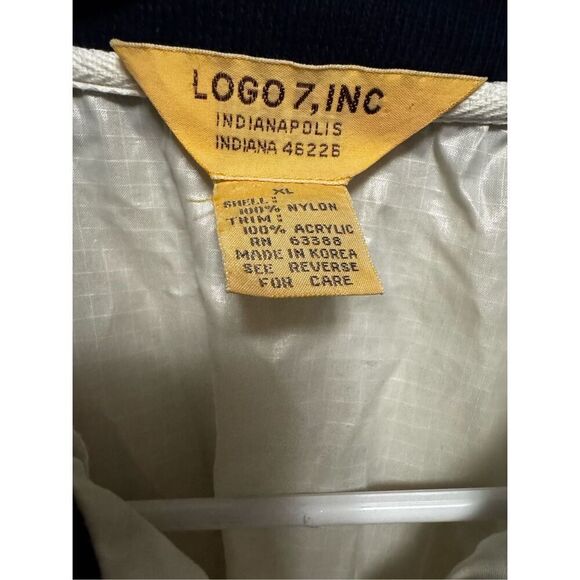 LOGO 7, INC
INDIANAPOLIS
INDIANA 46226
XL
SHELL:
100% NYLON
TRIM:
100% ACRYLIC
RN 63388
MADE IN KOREA
SEE REVERSE
FOR CARE